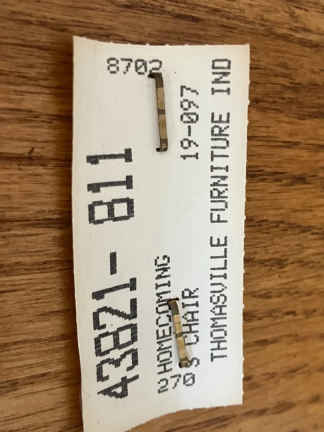 8702
43821- 811
270
HOMECOMING
S CHAIR
19-097
THOMASVILLE FURNITURE IND